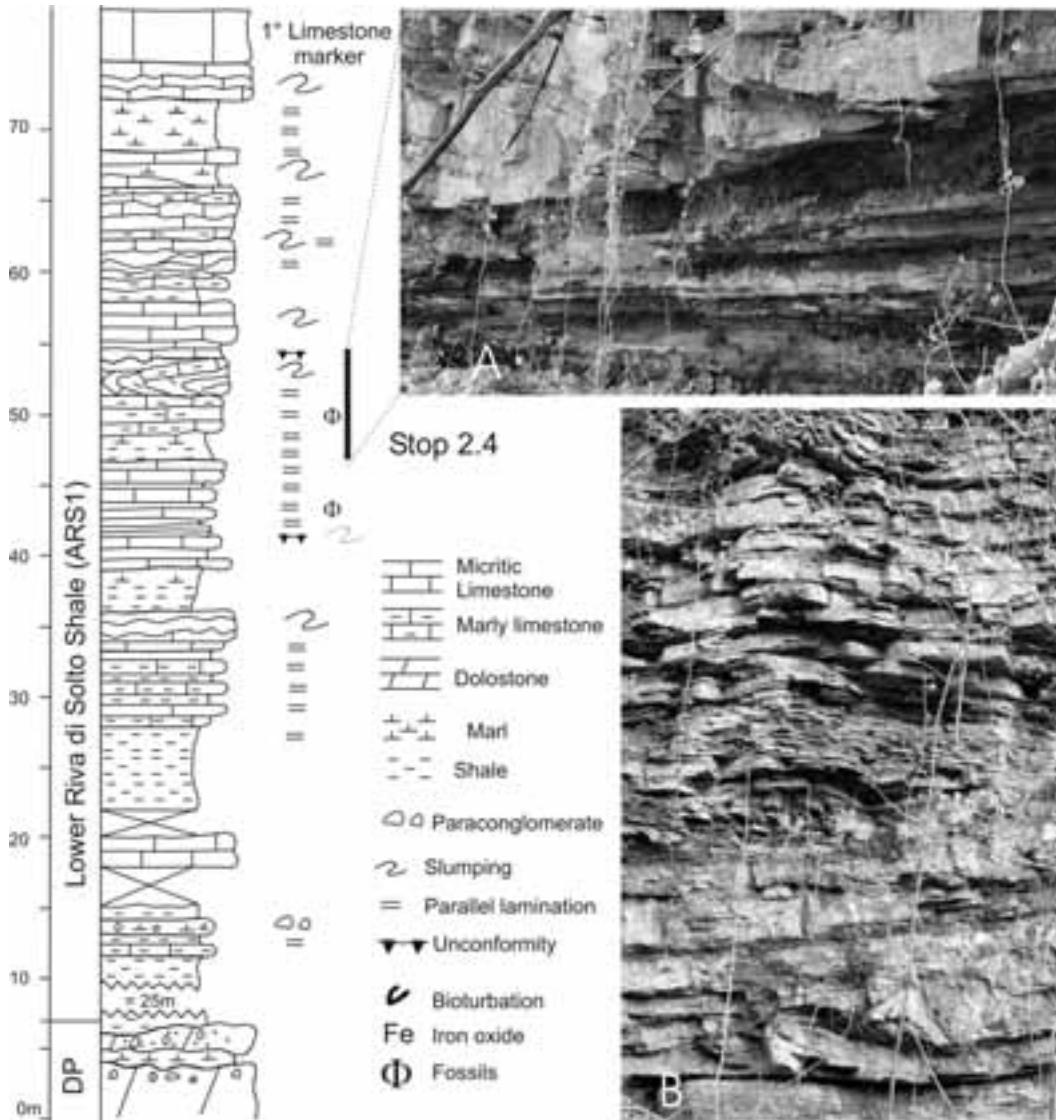 1° Limestone
marker
70
60
50
40
30
20
10
0m
Lower Riva di Solto Shale (ARS1)
DP
= 25m
Φ
Φ
A
Stop 2.4
Micritic
Limestone
Marly limestone
Dolostone
Marl
Shale
Paraconglomerate
Slumping
Parallel lamination
Unconformity
Bioturbation
Fe Iron oxide
Φ Fossils
B